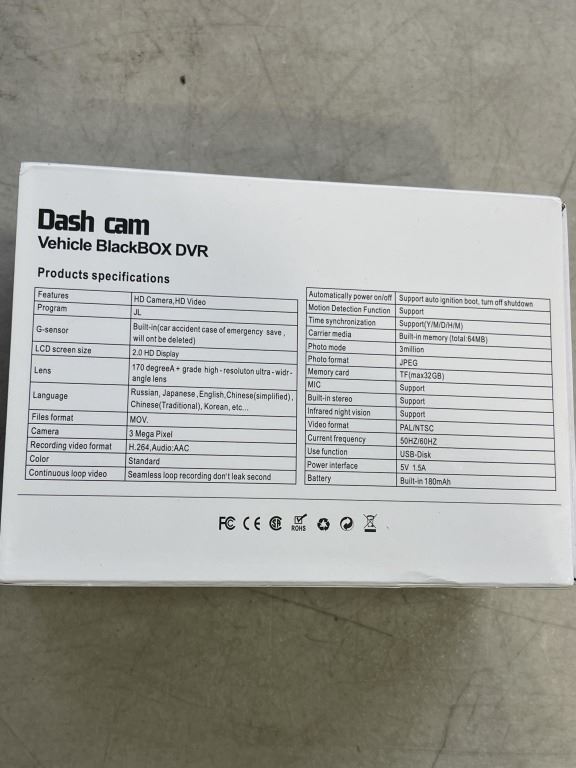 Dash cam
Vehicle BlackBOX DVR
Products specifications
Features HD Camera,HD Video
Program JL
G-sensor Built-in(car accident case of emergency save ,
will ont be deleted)
LCD screen size 2.0 HD Display
Lens 170 degreeA+ grade high-resoluton ultra-widr-
angle lens
Language Russian, Japanese,English,Chinese(simplified),
Chinese(Traditional), Korean, etc...
Files format MOV.
Camera 3 Mega Pixel
Recording video format H.264,Audio:AAC
Color Standard
Continuous loop video Seamless loop recording don't leak second
Automatically power on/off Support auto ignition boot, turn off shutdown
Motion Detection Function Support
Time synchronization Support(Y/M/D/H/M)
Carrier media Built-in memory (total:64MB)
Photo mode 3million
Photo format JPEG
Memory card TF(max32GB)
MIC Support
Built-in stereo Support
Infrared night vision Support
Video format PAL/NTSC
Current frequency 50HZ/60HZ
Use function USB-Disk
Power interface 5V 1.5A
Battery Built-in 180mAh
FC CE ROHS